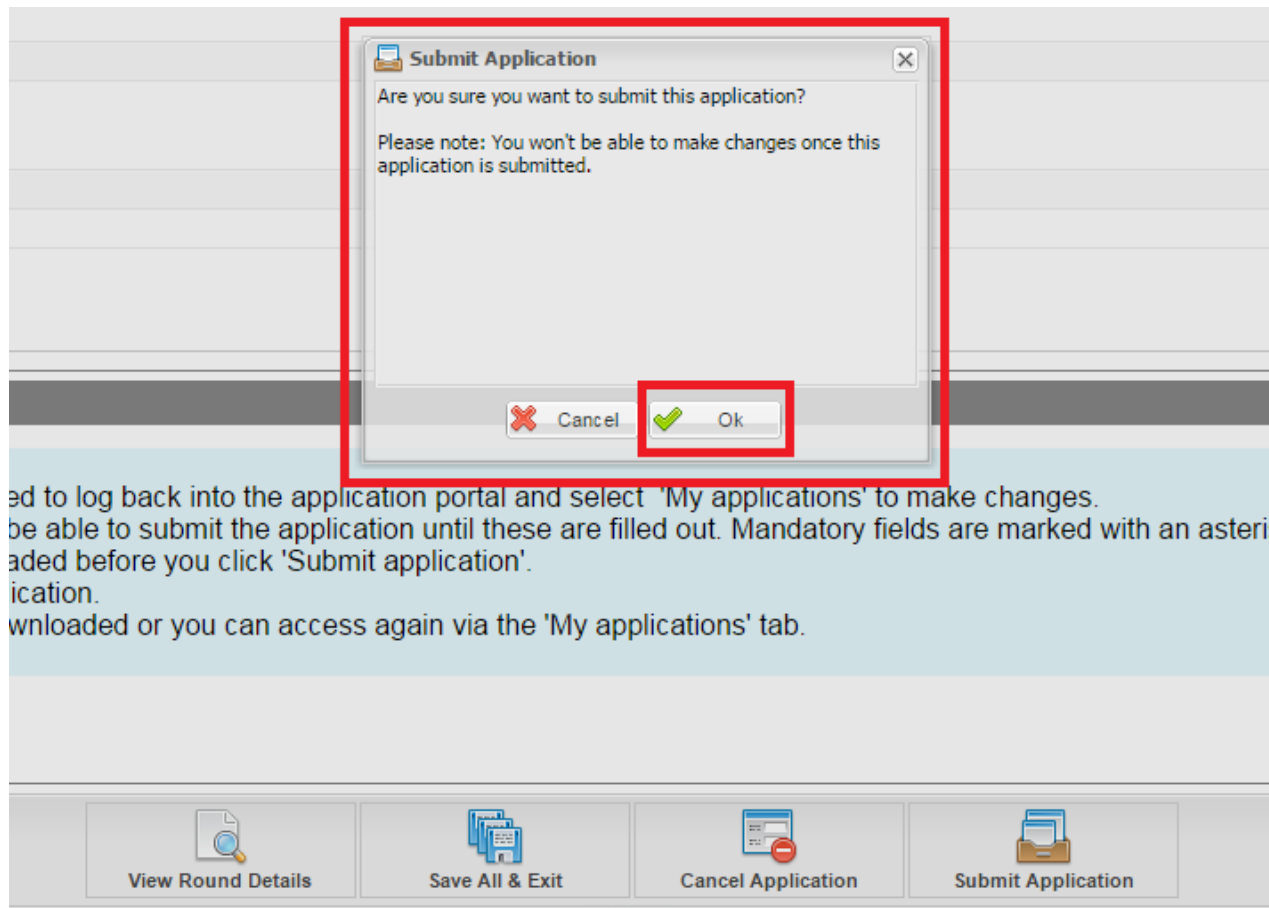 Submit Application
Are you sure you want to submit this application?
Please note: You won't be able to make changes once this
application is submitted.
Cancel
Ok
ed to log back into the application portal and select 'My applications' to make changes.
be able to submit the application until these are filled out. Mandatory fields are marked with an asteri
aded before you click 'Submit application'.
ication.
wnloaded or you can access again via the 'My applications' tab.
View Round Details
Save All & Exit
Cancel Application
Submit Application